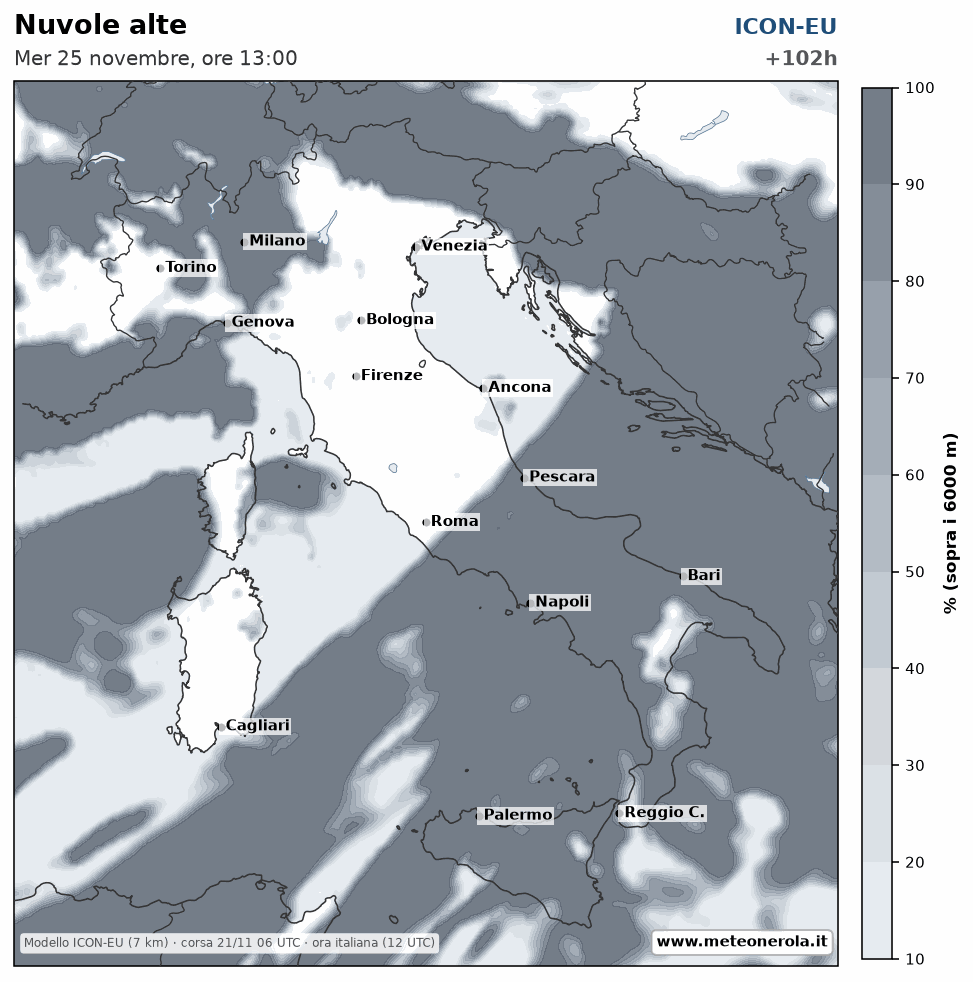 Nuvole alte
ICON-EU
Mer 25 novembre, ore 13:00
+102h
Milano
Venezia
Torino
Genova
Bologna
Firenze
Ancona
Pescara
Roma
Bari
Napoli
Cagliari
Palermo
Reggio C.
100
90
80
70
60
50
40
30
20
10
% (sopra i 6000 m)
Modello ICON-EU (7 km) · corsa 21/11 06 UTC · ora italiana (12 UTC)
www.meteonerola.it